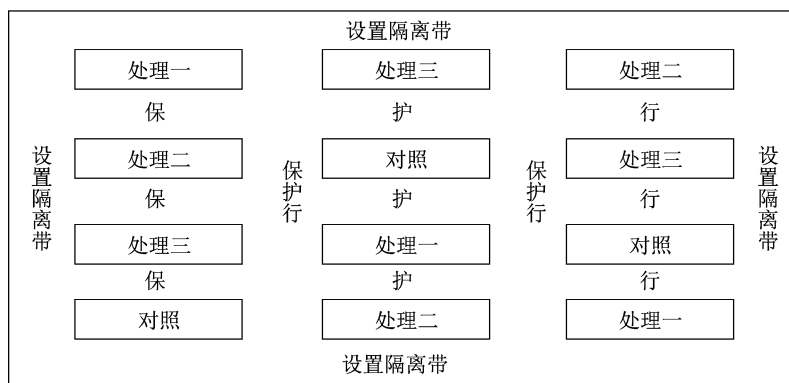 设置隔离带
处理一 处理三 处理二
保 护 行
设置隔离带 处理二 保护行 对照 保护行 处理三 设置隔离带
保 护 行
处理三 处理一 对照
保 护 行
对照 处理二 处理一
设置隔离带